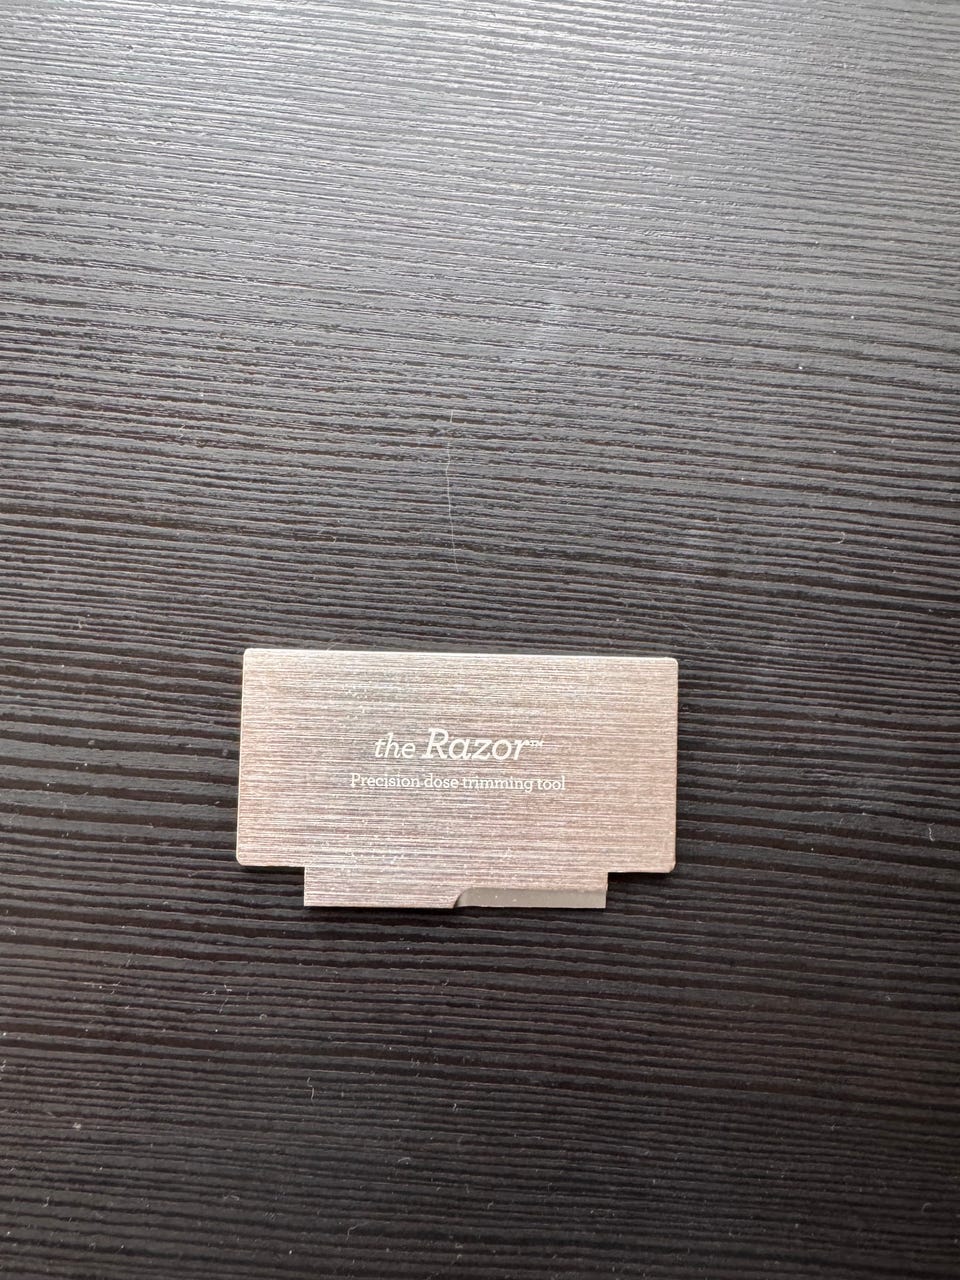 the Razor™
Precision dose trimming tool